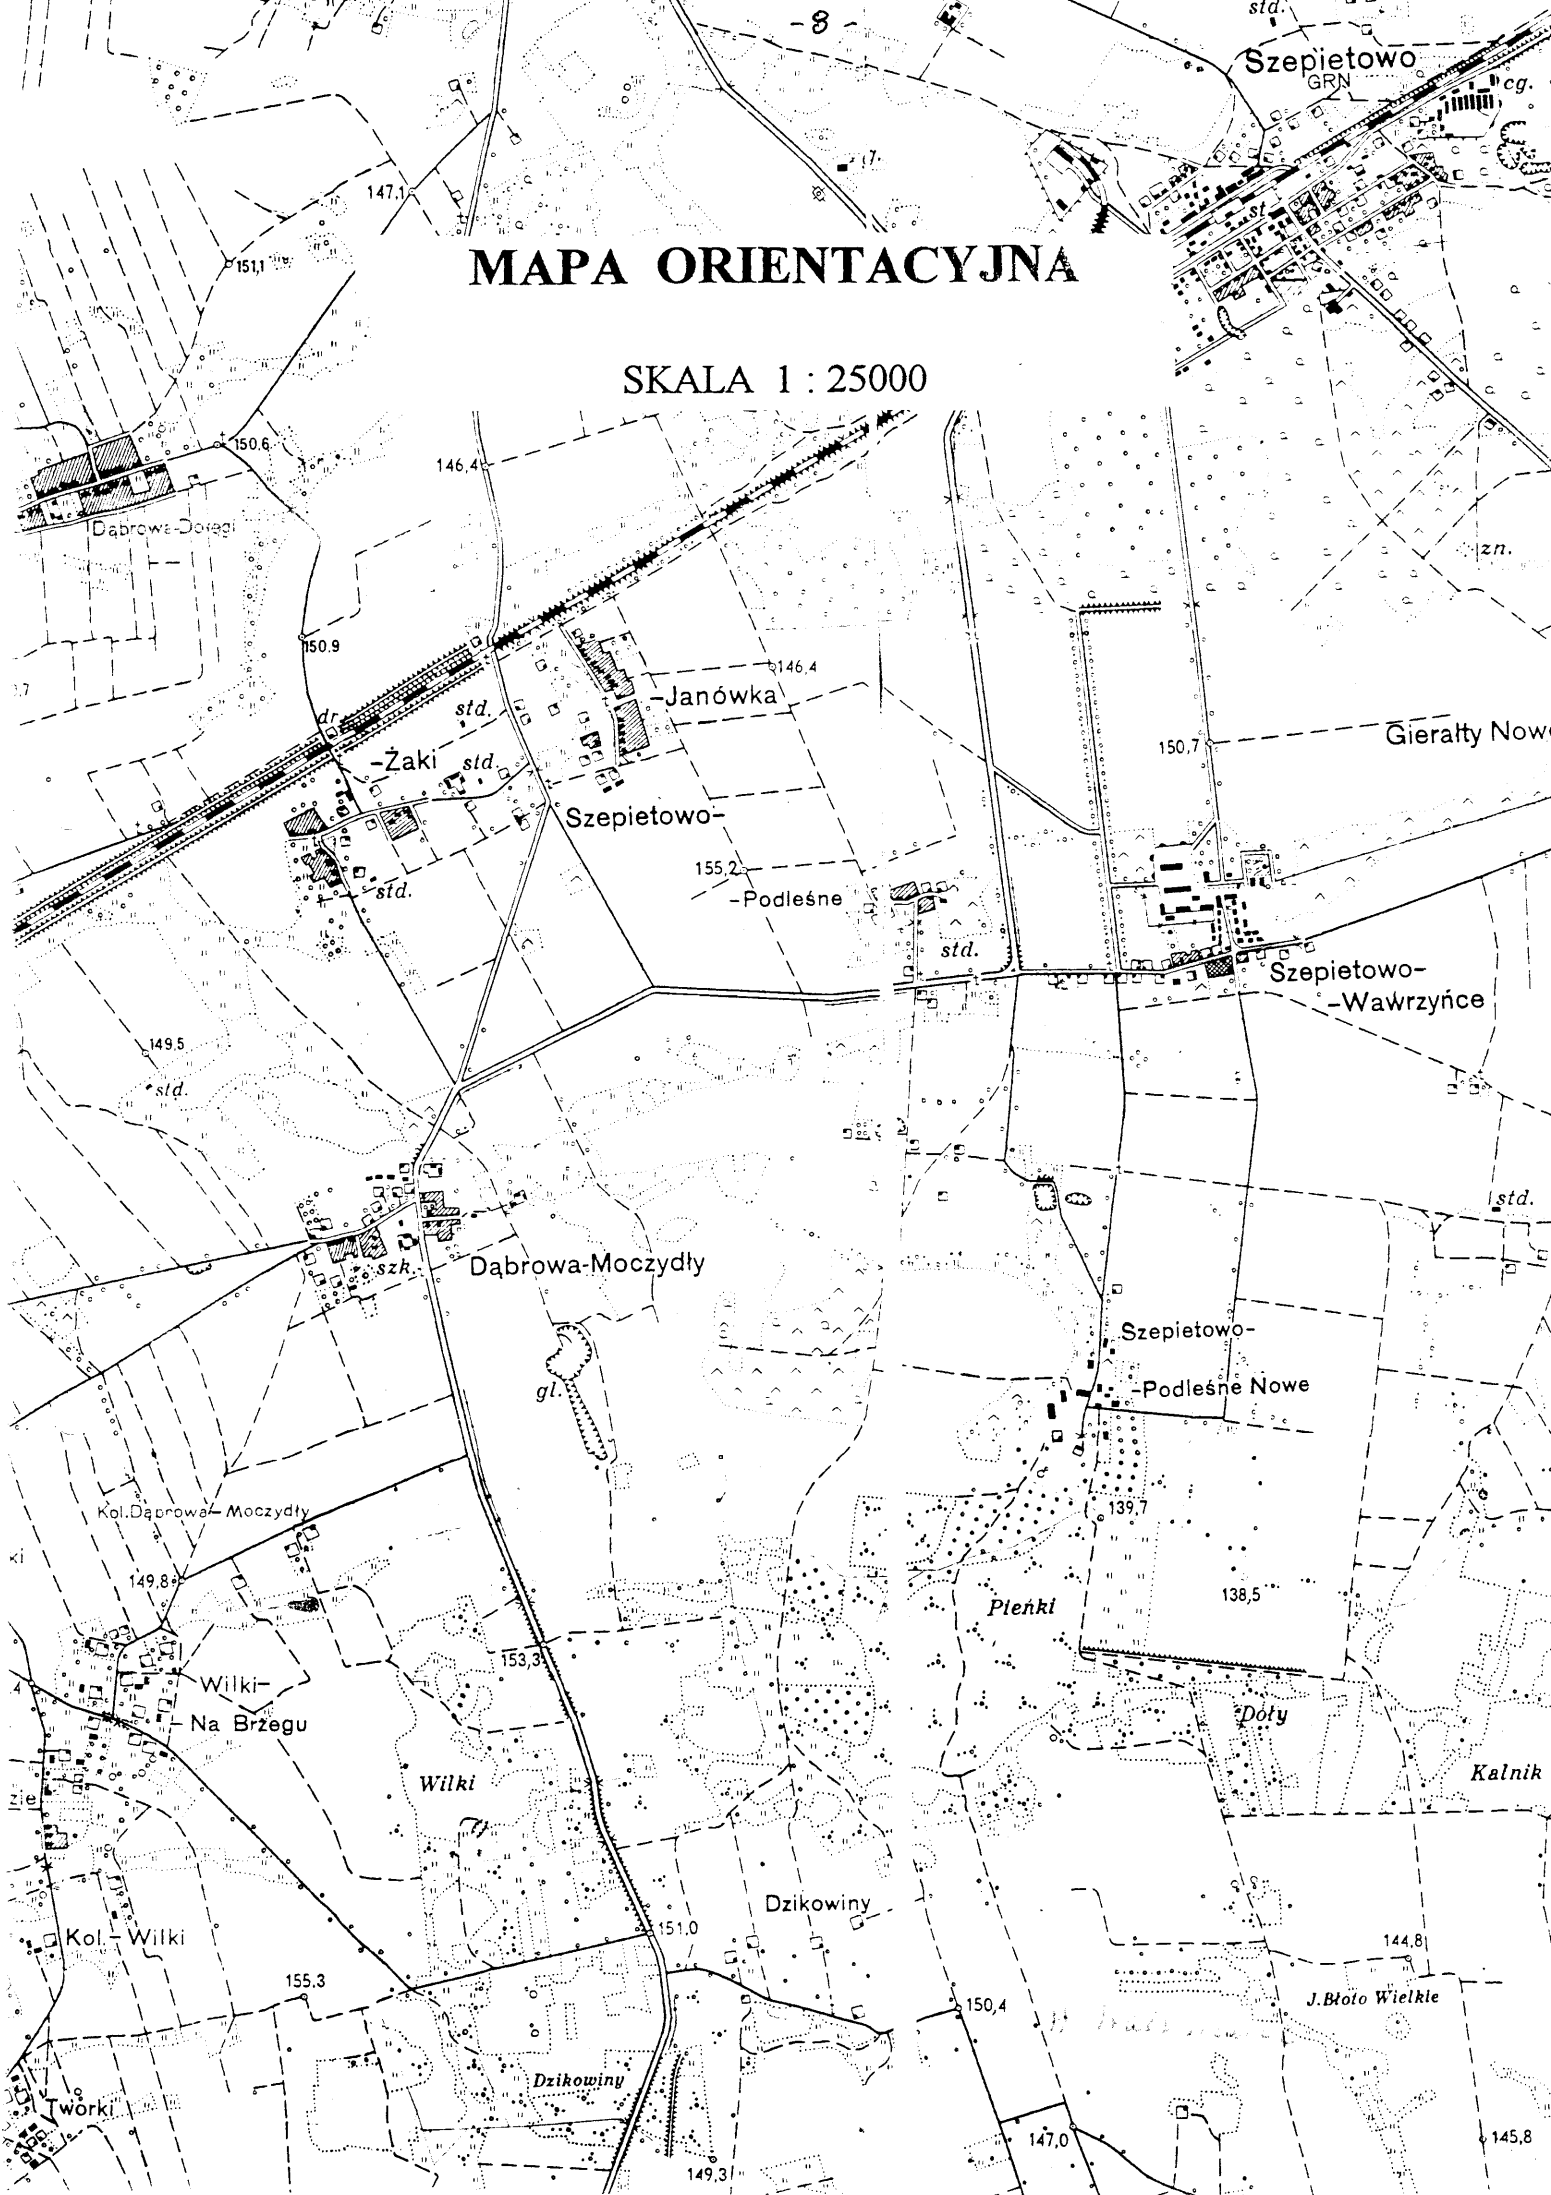 - 8 -
std.
Szepietowo
GRN
cg.
147,1
st.
151,1
MAPA ORIENTACYJNA
SKALA 1 : 25000
150,6
146,4
Dąbrowa-Dołęgi
zn.
150.9
146,4
-Janówka
dr.
std.
150,7
Gierałty Nowe
-Żaki
std.
Szepietowo-
155,2
-Podleśne
std.
std.
Szepietowo-
-Wawrzyńce
149,5
std.
std.
szk.
Dąbrowa-Moczydły
Szepietowo-
-Podleśne Nowe
gl.
Kol.Dąbrowa-Moczydły
139,7
149,8
138,5
Pieńki
153,3
Wilki-
- Na Brzegu
Doły
Wilki
Kalnik
zie
Dzikowiny
151,0
Kol.-Wilki
144,8
155,3
J.Błoto Wielkie
150,4
Dzikowiny
Tworki
147,0
145,8
149,3